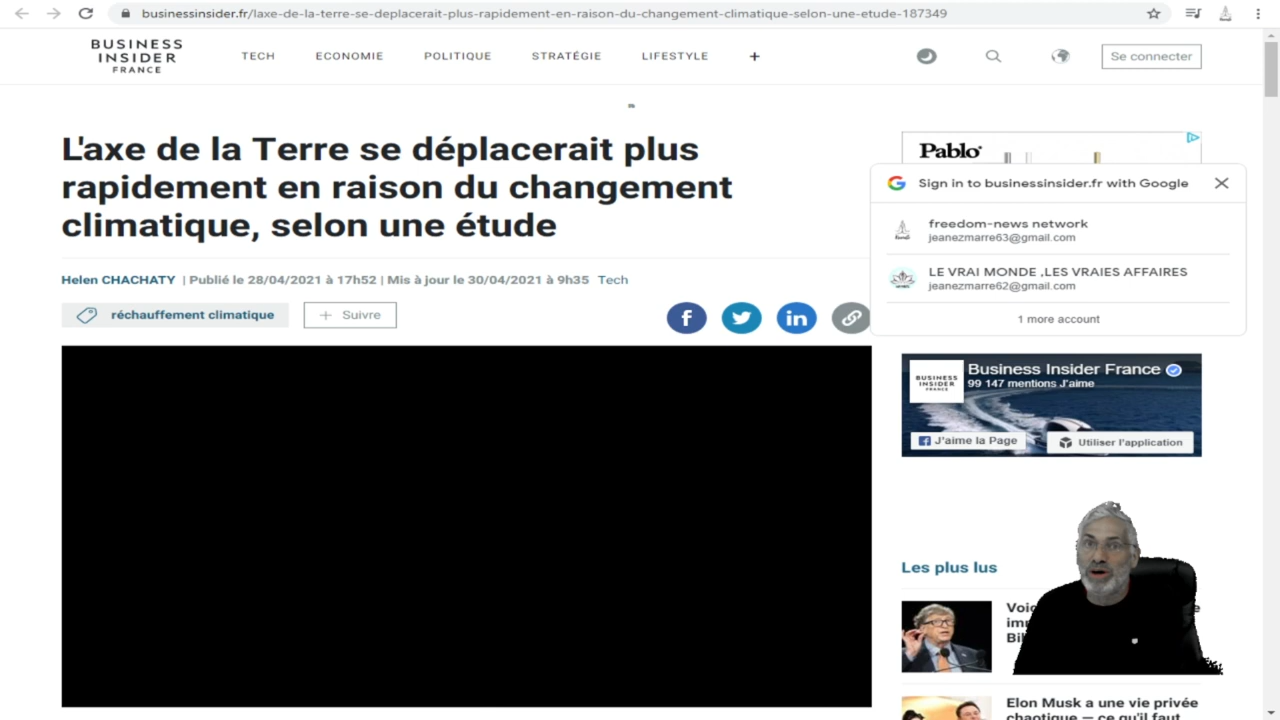 businessinsider.fr/laxe-de-la-terre-se-deplacerait-plus-rapidement-en-raison-du-changement-climatique-selon-une-etude-187349
BUSINESS
INSIDER
FRANCE
TECH
ECONOMIE
POLITIQUE
STRATÉGIE
LIFESTYLE
+
Se connecter
L'axe de la Terre se déplacerait plus
rapidement en raison du changement
climatique, selon une étude
Helen CHACHATY | Publié le 28/04/2021 à 17h52 | Mis à jour le 30/04/2021 à 9h35 Tech
réchauffement climatique
+ Suivre
Pablo
Sign in to businessinsider.fr with Google
freedom-news network
jeanezmarre63@gmail.com
LE VRAI MONDE ,LES VRAIES AFFAIRES
jeanezmarre62@gmail.com
1 more account
BUSINESS
INSIDER
FRANCE
Business Insider France
99 147 mentions J'aime
J'aime la Page
Utiliser l'application
Les plus lus
Elon Musk a une vie privée
chaotique — ce qu'il faut